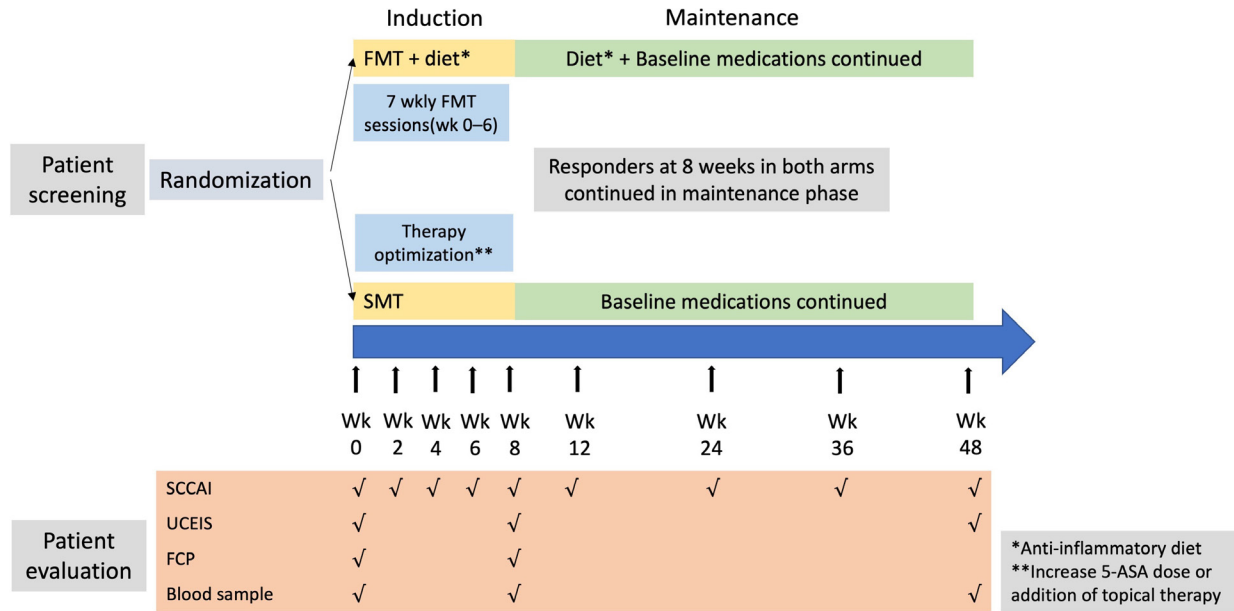 Induction
Maintenance
FMT + diet*
Diet* + Baseline medications continued
7 wkly FMT
sessions(wk 0–6)
Patient
screening
Randomization
Responders at 8 weeks in both arms
continued in maintenance phase
Therapy
optimization**
SMT
Baseline medications continued
Wk Wk Wk Wk Wk Wk Wk Wk Wk
0 2 4 6 8 12 24 36 48
Patient
evaluation
SCCAI √ √ √ √ √ √ √ √ √
UCEIS √ √ √
FCP √ √
Blood sample √ √ √
*Anti-inflammatory diet
**Increase 5-ASA dose or
addition of topical therapy